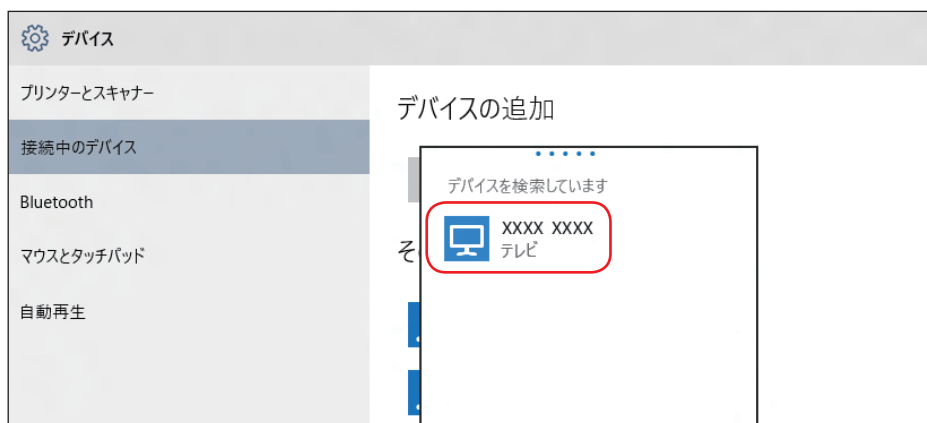 デバイス
プリンターとスキャナー
接続中のデバイス
Bluetooth
マウスとタッチパッド
自動再生
デバイスの追加
デバイスを検索しています
XXXX XXXX
テレビ
そ